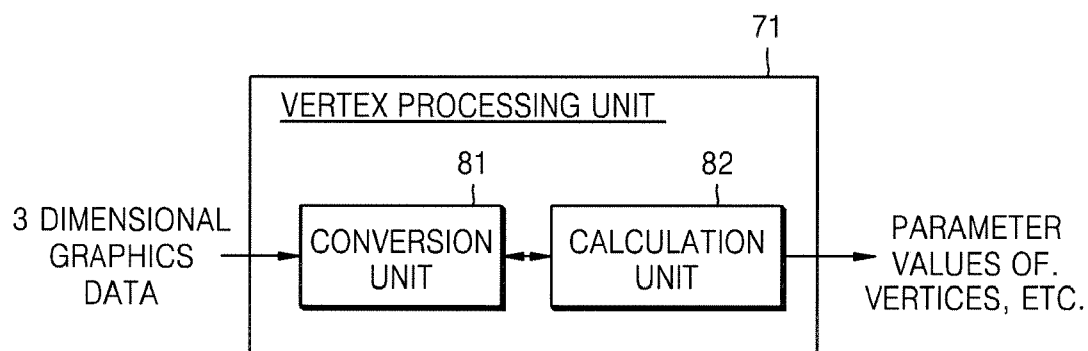 71
VERTEX PROCESSING UNIT
81
82
3 DIMENSIONAL
GRAPHICS
DATA
CONVERSION
UNIT
CALCULATION
UNIT
PARAMETER
VALUES OF.
VERTICES, ETC.